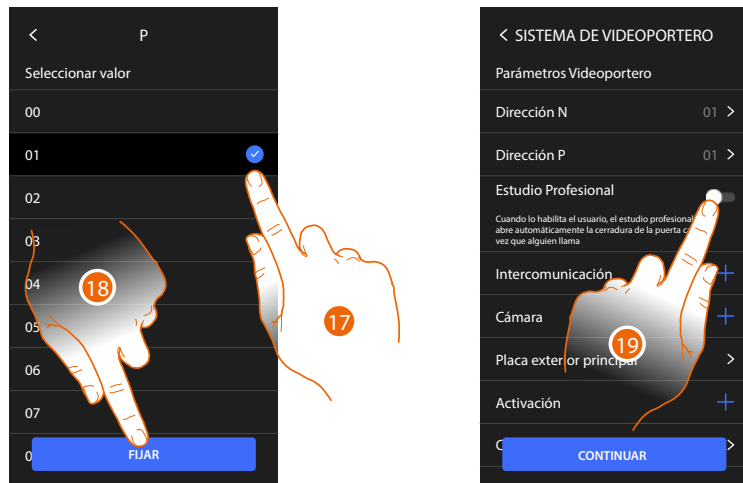 P
Seleccionar valor
00
01
02
03
04
05
06
07
0
FIJAR
18
17
SISTEMA DE VIDEOPORTERO
Parámetros Videoportero
Dirección N 01
Dirección P 01
Estudio Profesional
Cuando lo habilita el usuario, el estudio profesional
abre automáticamente la cerradura de la puerta
vez que alguien llama
Intercomunicación
Cámara
Placa exterior principal
Activación
C
CONTINUAR
19